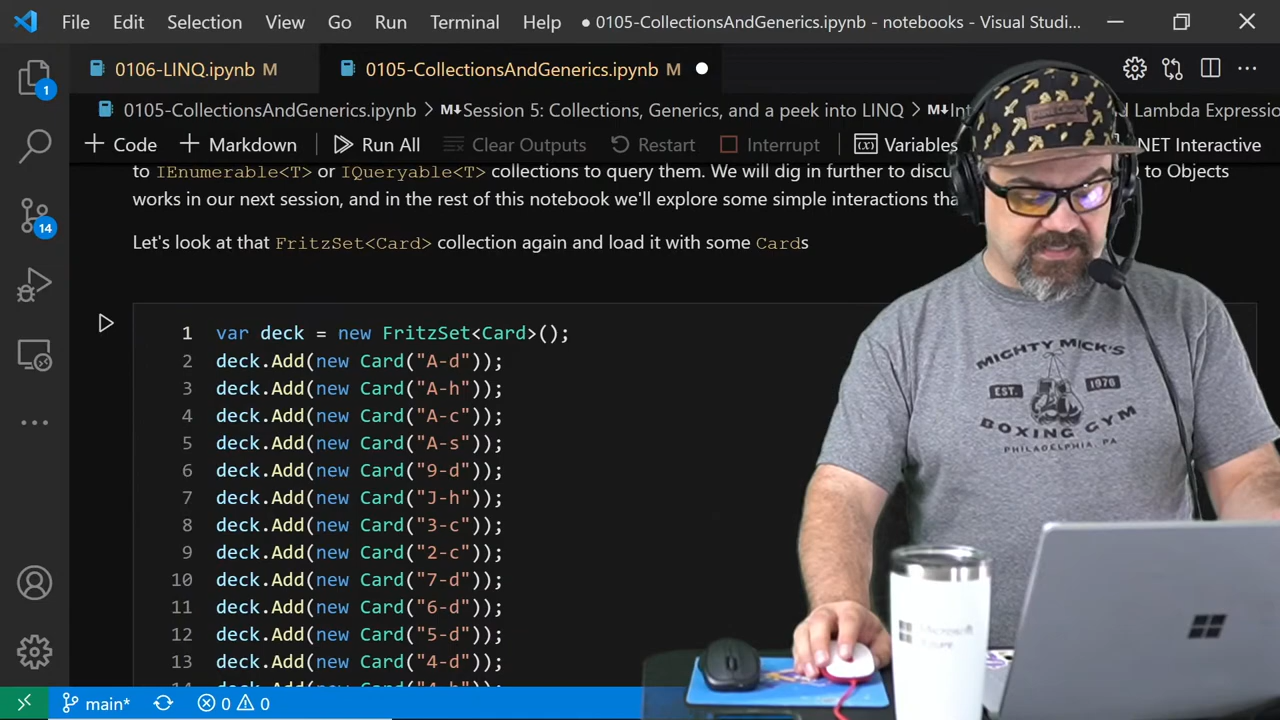 File Edit Selection View Go Run Terminal Help ● 0105-CollectionsAndGenerics.ipynb - notebooks - Visual Studi...
0106-LINQ.ipynb M 0105-CollectionsAndGenerics.ipynb M
0105-CollectionsAndGenerics.ipynb > M↓Session 5: Collections, Generics, and a peek into LINQ > M↓Int d Lambda Expressio
+ Code + Markdown Run All Clear Outputs Restart Interrupt Variables NET Interactive
to IEnumerable<T> or IQueryable<T> collections to query them. We will dig in further to discu to Objects
works in our next session, and in the rest of this notebook we'll explore some simple interactions tha
Let's look at that FritzSet<Card> collection again and load it with some Cards
1 var deck = new FritzSet<Card>();
2 deck.Add(new Card("A-d"));
3 deck.Add(new Card("A-h"));
4 deck.Add(new Card("A-c"));
5 deck.Add(new Card("A-s"));
6 deck.Add(new Card("9-d"));
7 deck.Add(new Card("J-h"));
8 deck.Add(new Card("3-c"));
9 deck.Add(new Card("2-c"));
10 deck.Add(new Card("7-d"));
11 deck.Add(new Card("6-d"));
12 deck.Add(new Card("5-d"));
13 deck.Add(new Card("4-d"));
1
14
main* 0 0
MIGHTY MICK'S
EST. 1976
BOXING GYM
PHILADELPHIA, PA
Microsoft
Azure